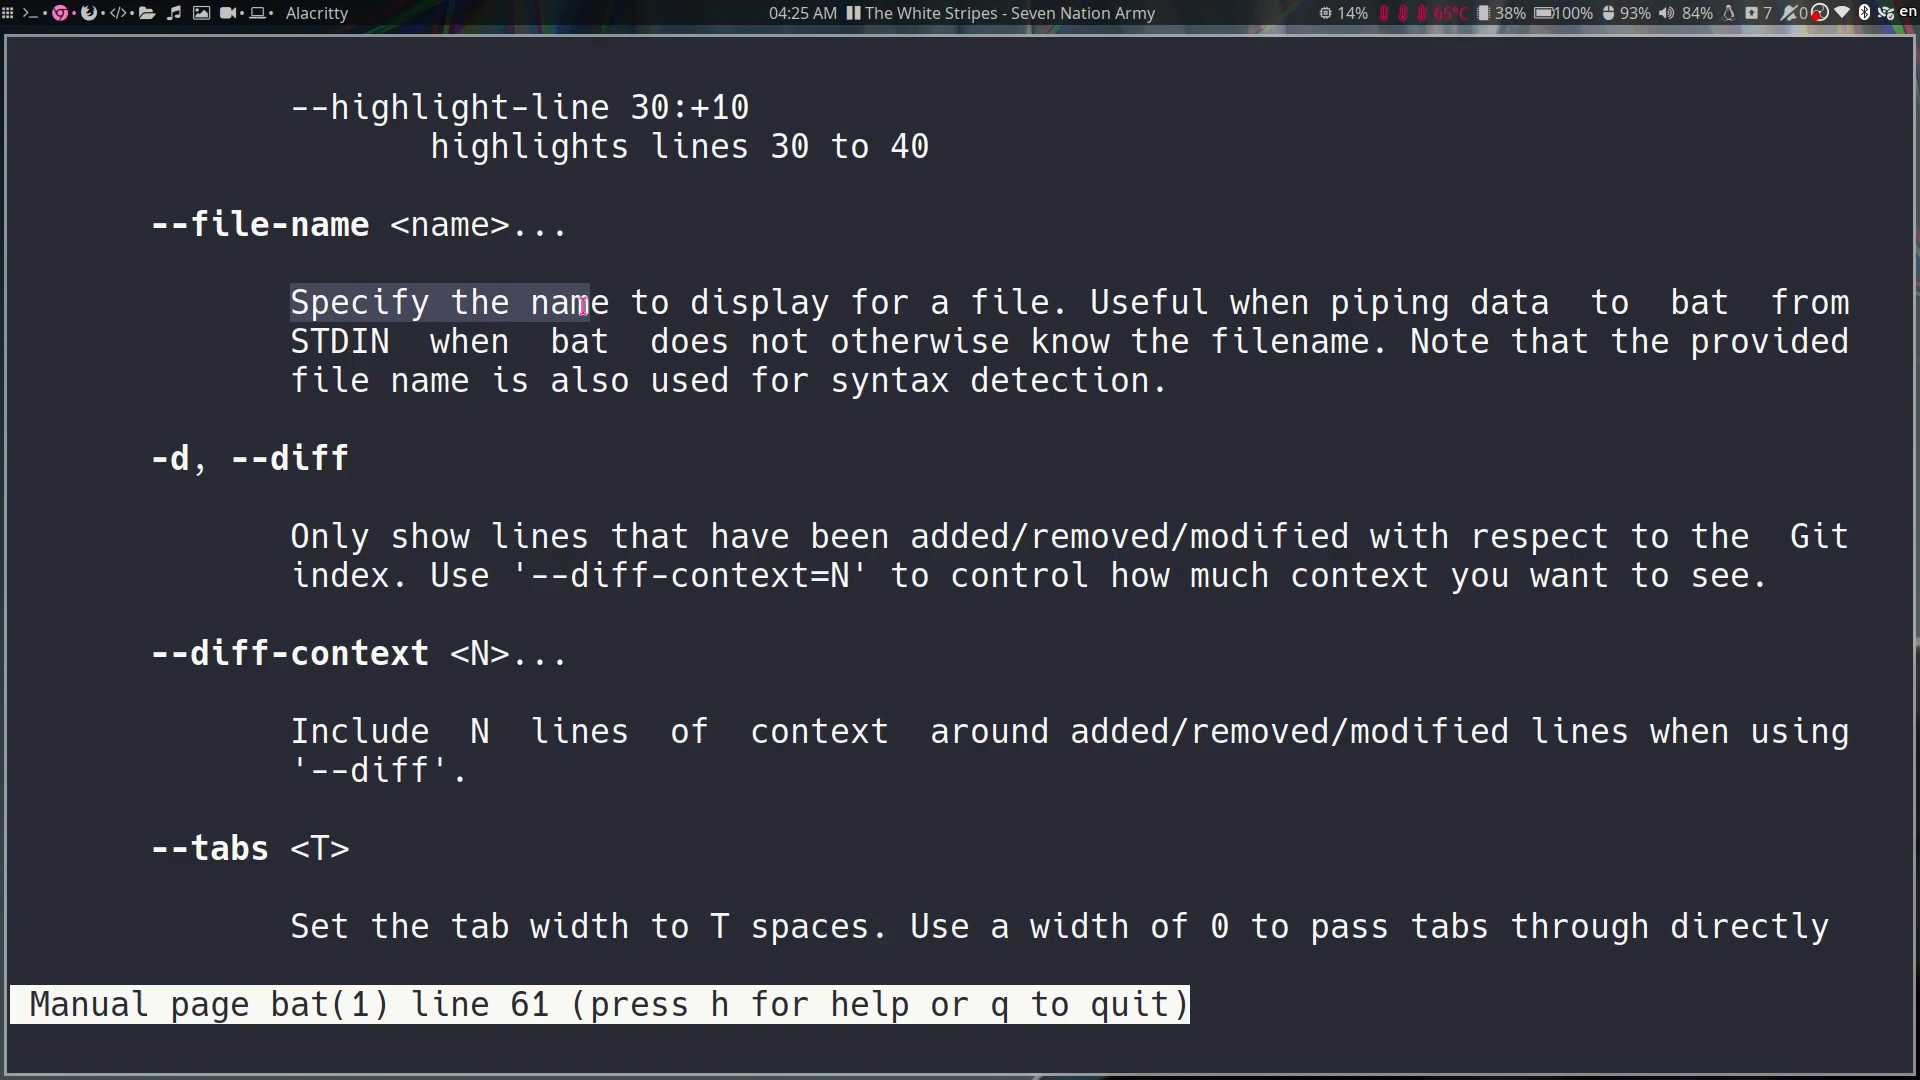 >_ Alacritty 04:25 AM The White Stripes - Seven Nation Army 14% 65°C 38% 100% 93% 84% 7 0 en
--highlight-line 30:+10
highlights lines 30 to 40
--file-name <name>...
Specify the name to display for a file. Useful when piping data to bat from
STDIN when bat does not otherwise know the filename. Note that the provided
file name is also used for syntax detection.
-d, --diff
Only show lines that have been added/removed/modified with respect to the Git
index. Use '--diff-context=N' to control how much context you want to see.
--diff-context <N>...
Include N lines of context around added/removed/modified lines when using
'--diff'.
--tabs <T>
Set the tab width to T spaces. Use a width of 0 to pass tabs through directly
Manual page bat(1) line 61 (press h for help or q to quit)